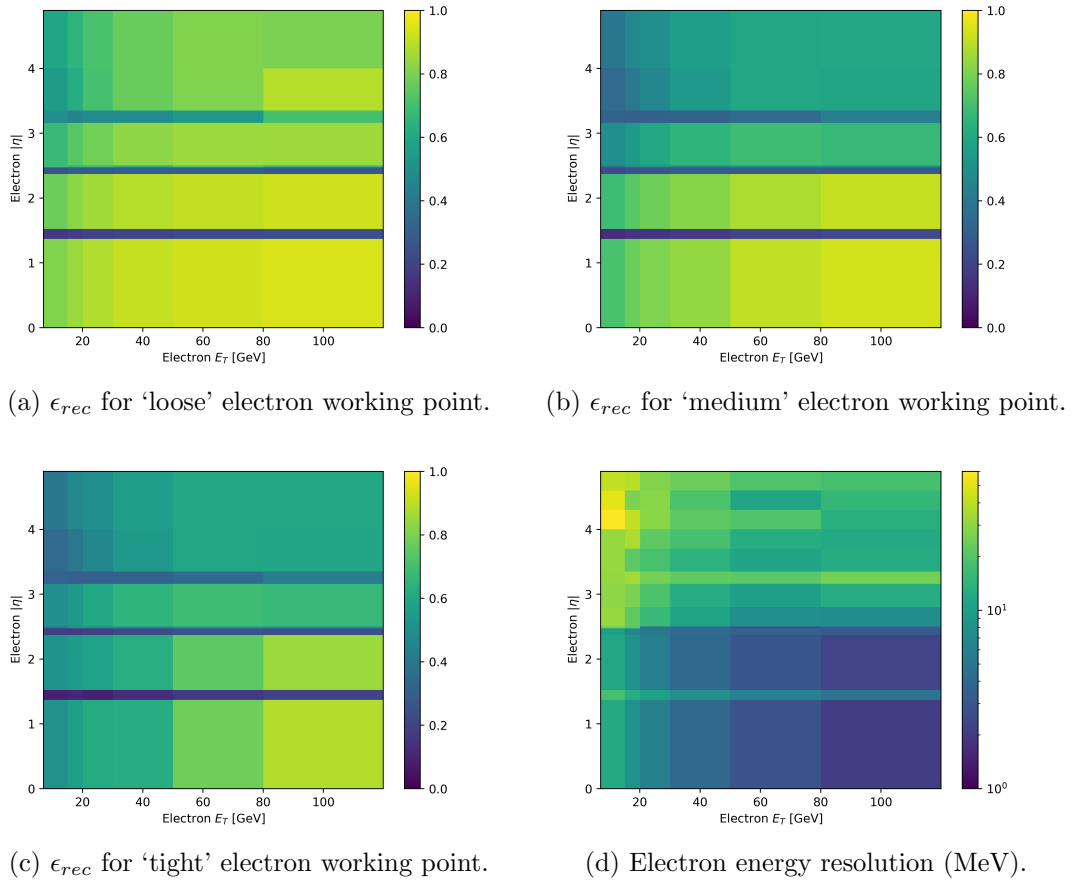 1.0
0.8
0.6
0.4
0.2
0.0
4
3
2
1
0
20 40 60 80 100
Electron |η|
Electron E_T [GeV]
(a) ϵ_rec for ‘loose’ electron working point.
1.0
0.8
0.6
0.4
0.2
0.0
4
3
2
1
0
20 40 60 80 100
Electron |η|
Electron E_T [GeV]
(b) ϵ_rec for ‘medium’ electron working point.
1.0
0.8
0.6
0.4
0.2
0.0
4
3
2
1
0
20 40 60 80 100
Electron |η|
Electron E_T [GeV]
(c) ϵ_rec for ‘tight’ electron working point.
10¹
10⁰
4
3
2
1
0
20 40 60 80 100
Electron |η|
Electron E_T [GeV]
(d) Electron energy resolution (MeV).